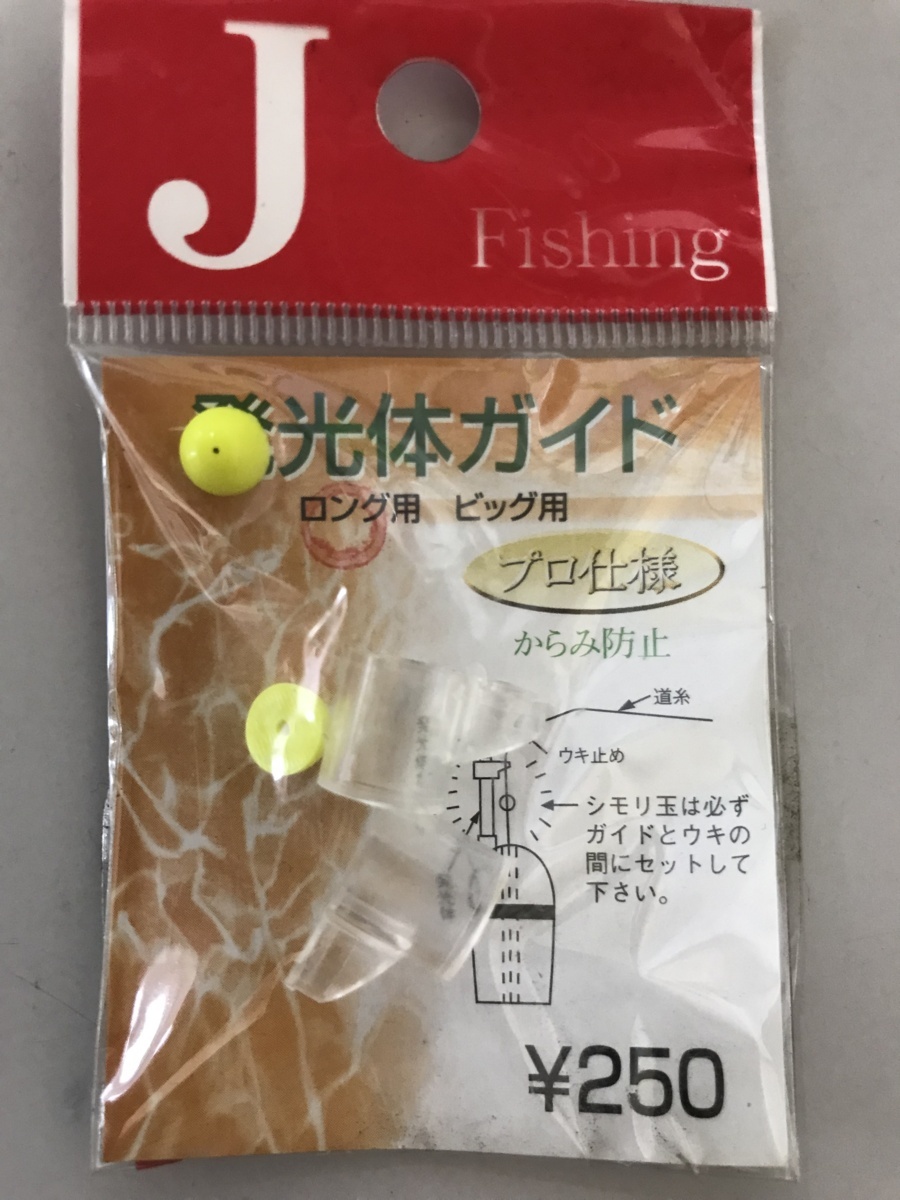 J
Fishing
発光体ガイド
ロング用 ビッグ用
プロ仕様
からみ防止
道糸
ウキ止め
シモリ玉は必ず
ガイドとウキの
間にセットして
下さい。
¥250